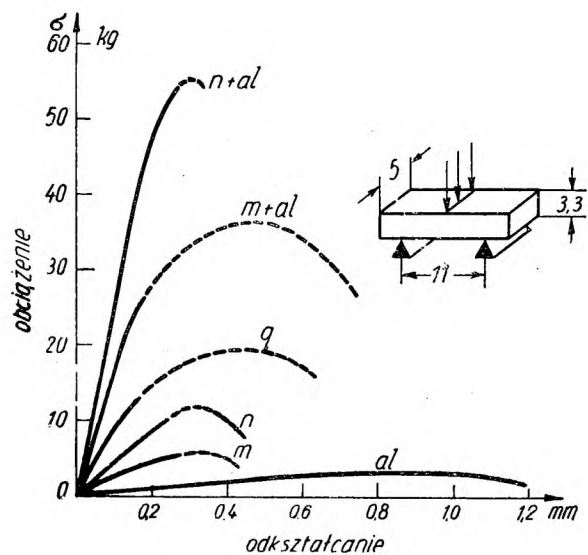 σ kg
60
50
40
30
20
10
0
obciążenie
n+al
m+al
q
n
m
al
0,2 0.4 0.6 0.8 1.0 1,2 mm
odkształcanie
5
3,3
11